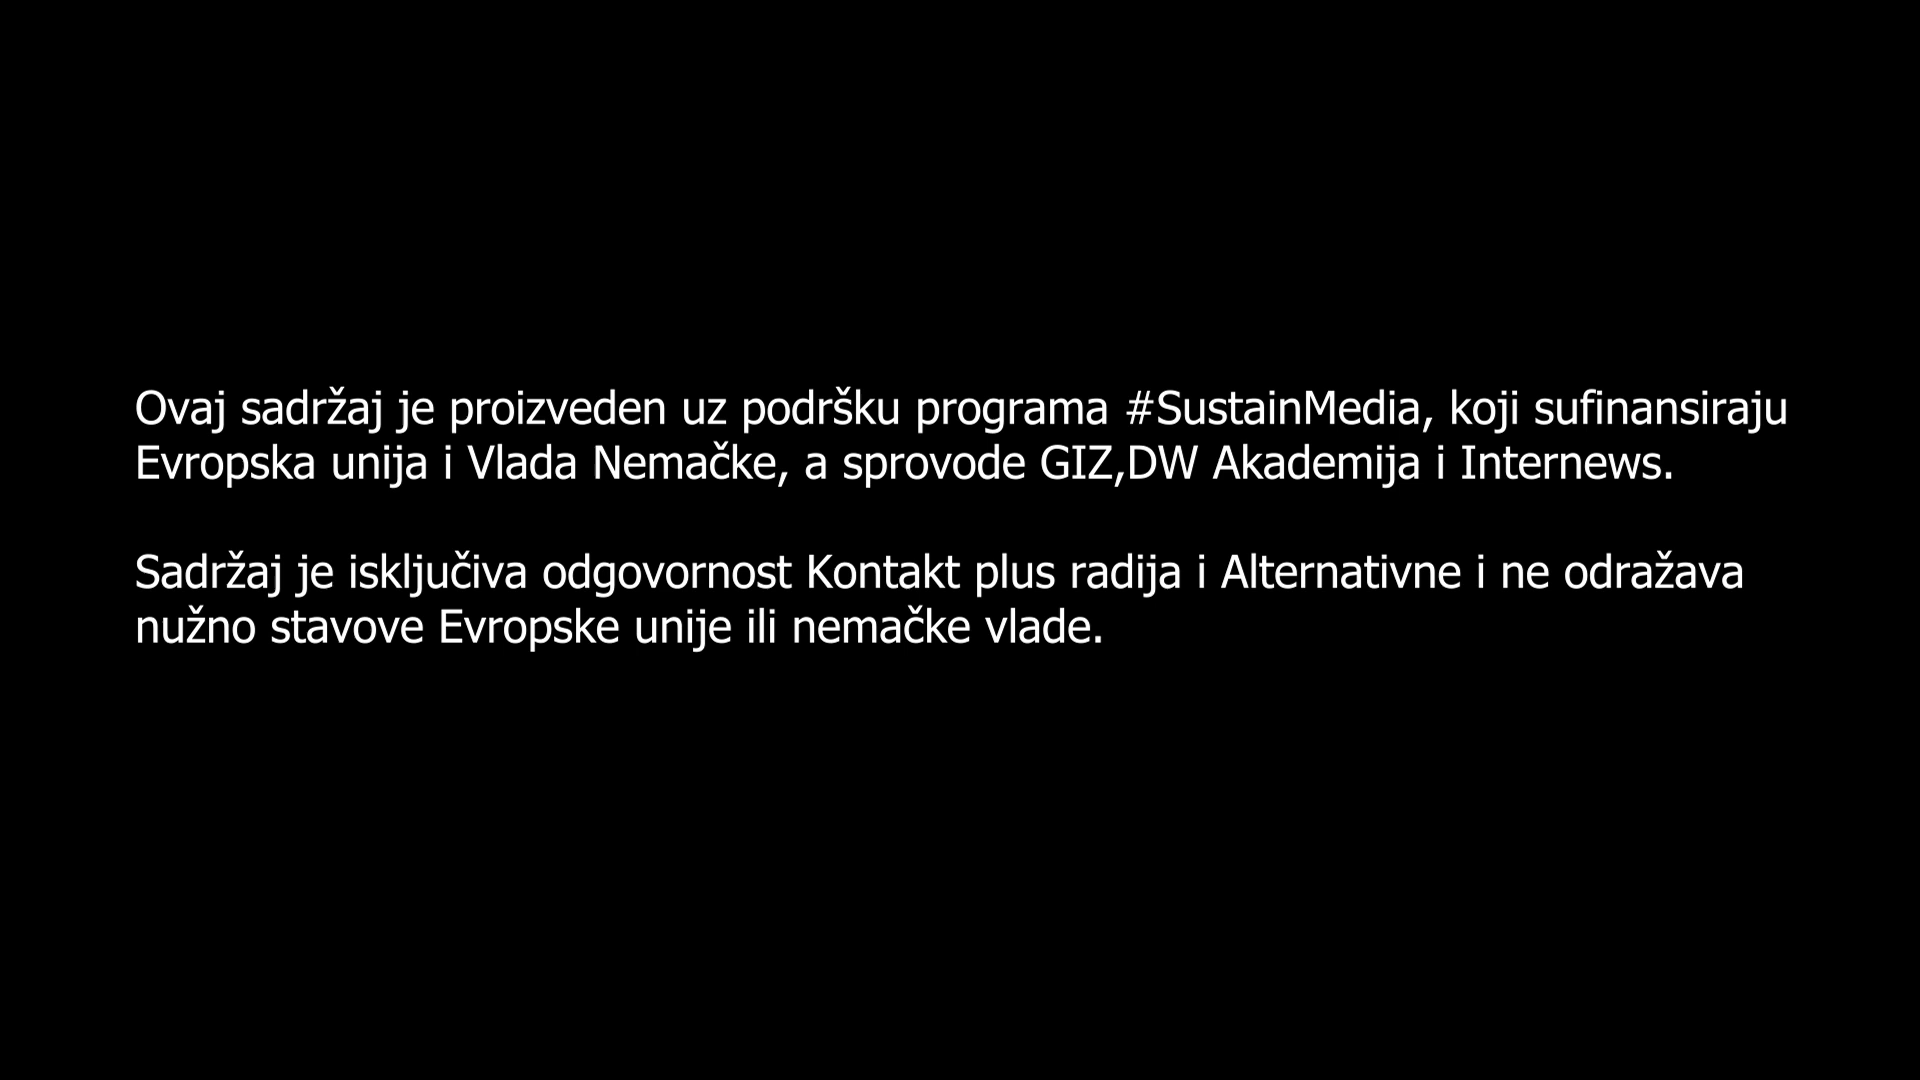 Ovaj sadržaj je proizveden uz podršku programa #SustainMedia, koji sufinansiraju
Evropska unija i Vlada Nemačke, a sprovode GIZ,DW Akademija i Internews.
Sadržaj je isključiva odgovornost Kontakt plus radija i Alternativne i ne odražava
nužno stavove Evropske unije ili nemačke vlade.